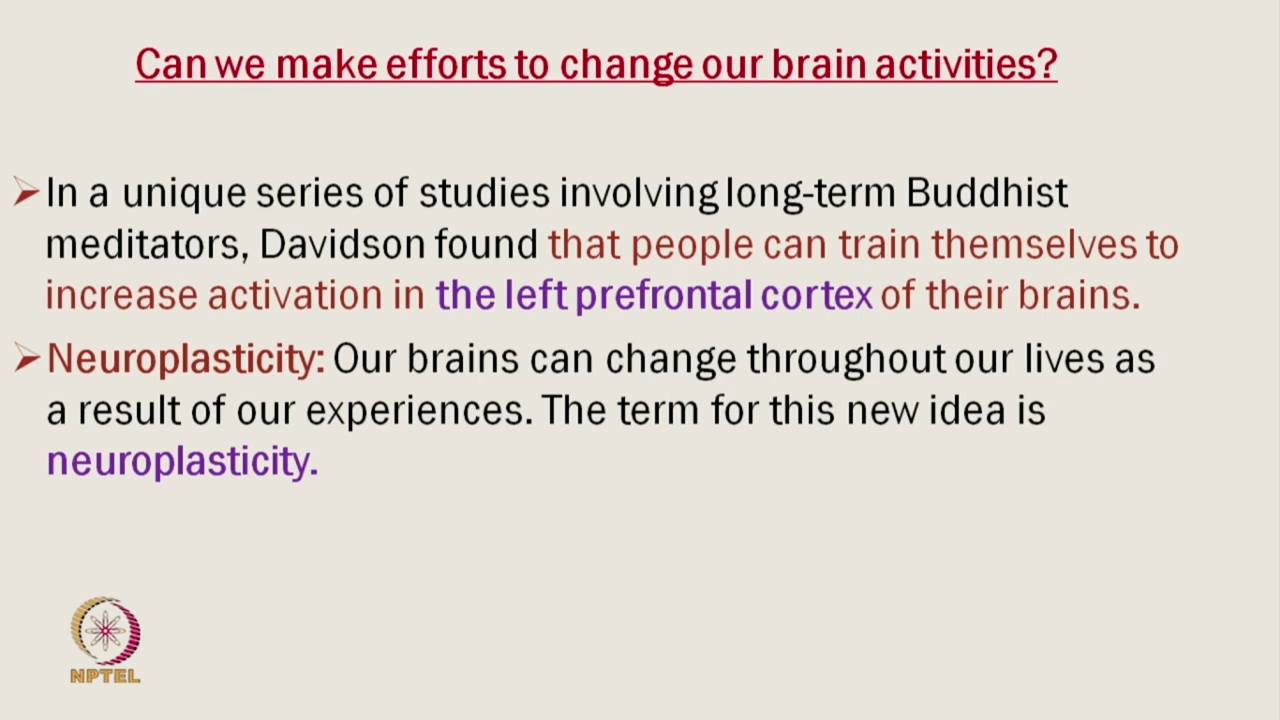 Can we make efforts to change our brain activities?
In a unique series of studies involving long-term Buddhist
meditators, Davidson found that people can train themselves to
increase activation in the left prefrontal cortex of their brains.
Neuroplasticity: Our brains can change throughout our lives as
a result of our experiences. The term for this new idea is
neuroplasticity.
NPTEL